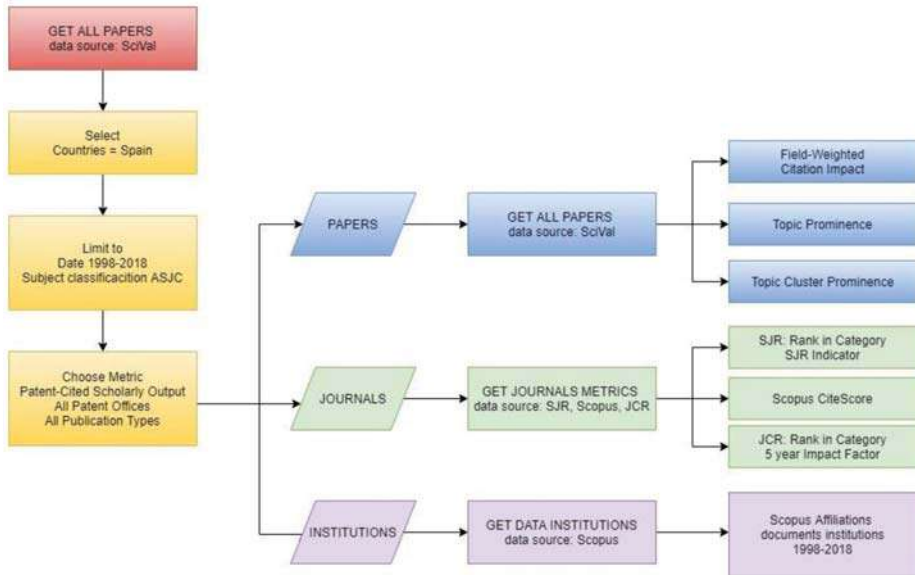 GET ALL PAPERS
data source: SciVal
Select
Countries = Spain
Limit to
Date 1998-2018
Subject classificacition ASJC
Choose Metric
Patent-Cited Scholarly Output
All Patent Offices
All Publication Types
PAPERS
GET ALL PAPERS
data source: SciVal
Field-Weighted
Citation Impact
Topic Prominence
Topic Cluster Prominence
JOURNALS
GET JOURNALS METRICS
data source: SJR, Scopus, JCR
SJR: Rank in Category
SJR Indicator
Scopus CiteScore
JCR: Rank in Category
5 year Impact Factor
INSTITUTIONS
GET DATA INSTITUTIONS
data source: Scopus
Scopus Affiliations
documents institutions
1998-2018